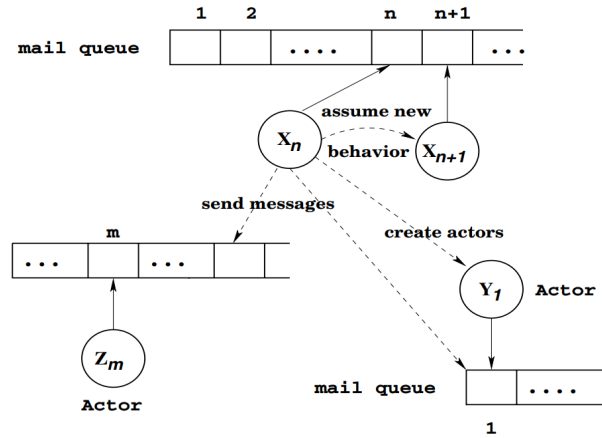 1 2 n n+1
mail queue .... ...
assume new
Xn behavior Xn+1
send messages
m create actors
... ...
Y1 Actor
Zm
mail queue ....
Actor
1